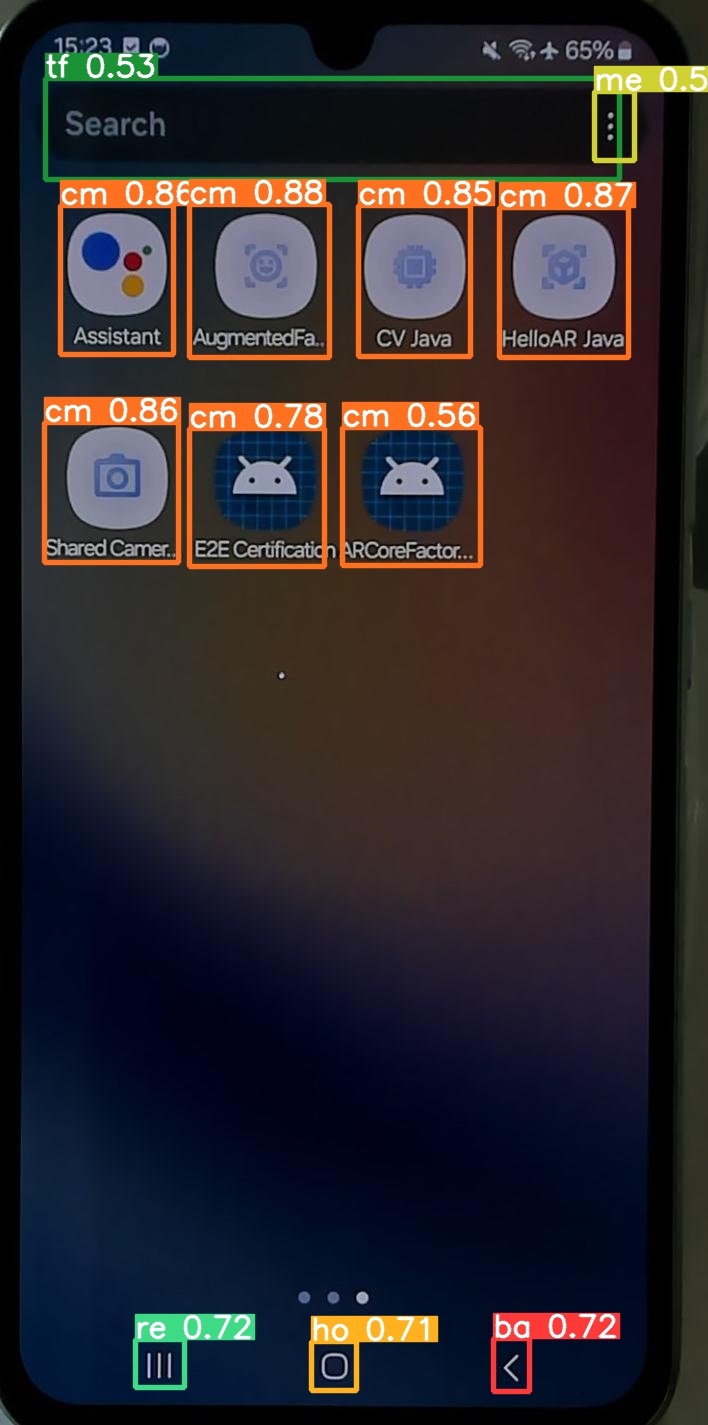 15:23 65%
tf 0.53
me 0.5
Search
cm 0.86 cm 0.88 cm 0.85 cm 0.87
Assistant AugmentedFa.. CV Java HelloAR Java
cm 0.86 cm 0.78 cm 0.56
Shared Camer.. E2E Certification ARCoreFactor...
re 0.72 ho 0.71 ba 0.72